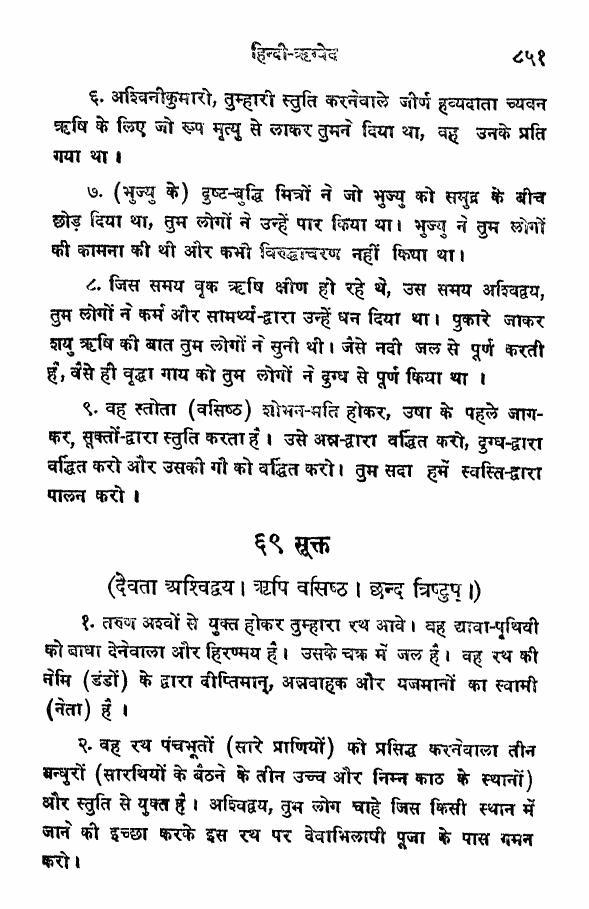 हिन्दी-ऋग्वेद ८५१
६. अश्विनीकुमारो, तुम्हारी स्तुति करनेवाले जीर्ण हव्यदाता च्यवन
ऋषि के लिए जो रूप मृत्यु से लाकर तुमने दिया था, वह उनके प्रति
गया था ।
७. (भुज्यु के) दुष्ट-बुद्धि मित्रों ने जो भुज्यु को समुद्र के बीच
छोड़ दिया था, तुम लोगों ने उन्हें पार किया था। भुज्यु ने तुम लोगों
की कामना की थी और कभी विरुद्धाचरण नहीं किया था।
८. जिस समय वृक ऋषि क्षीण हो रहे थे, उस समय अश्विद्वय,
तुम लोगों ने कर्म और सामर्थ्य-द्वारा उन्हें धन दिया था। पुकारे जाकर
शयु ऋषि की बात तुम लोगों ने सुनी थी। जैसे नदी जल से पूर्ण करती
है, वैसे ही वृद्धा गाय को तुम लोगों ने दुग्ध से पूर्ण किया था ।
९. वह स्तोता (वसिष्ठ) शोभन-मति होकर, उषा के पहले जाग-
कर, सूक्तों-द्वारा स्तुति करता है। उसे अन्न-द्वारा वर्द्धित करो, दुग्ध-द्वारा
वर्द्धित करो और उसकी गौ को वर्द्धित करो। तुम सदा हमें स्वस्ति-द्वारा
पालन करो ।
६९ सूक्त
(देवता अश्विद्वय। ऋषि वसिष्ठ। छन्द त्रिष्टुप्।)
१. तरुण अश्वों से युक्त होकर तुम्हारा रथ आवे। वह द्यावा-पृथिवी
को बाधा देनेवाला और हिरण्मय है। उसके चक्र में जल है। वह रथ की
नेमि (डंडों) के द्वारा दीप्तिमान्, अन्नवाहक और यजमानों का स्वामी
(नेता) है ।
२. वह रथ पंचभूतों (सारे प्राणियों) को प्रसिद्ध करनेवाला तीन
बन्धुरों (सारथियों के बैठने के तीन उच्च और निम्न काठ के स्थानों)
और स्तुति से युक्त है। अश्विद्वय, तुम लोग चाहे जिस किसी स्थान में
जाने की इच्छा करके इस रथ पर देवाभिलाषी पूजा के पास गमन
करो।